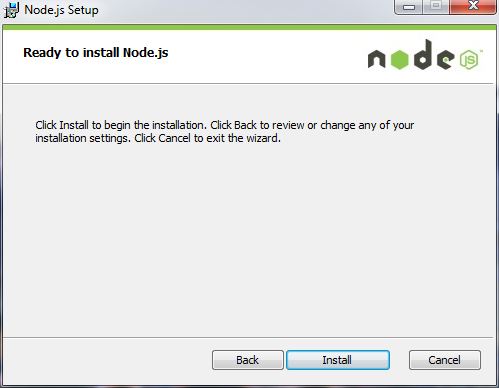 Node.js Setup
Ready to install Node.js
node
JS
Click Install to begin the installation. Click Back to review or change any of your
installation settings. Click Cancel to exit the wizard.
Back
Install
Cancel